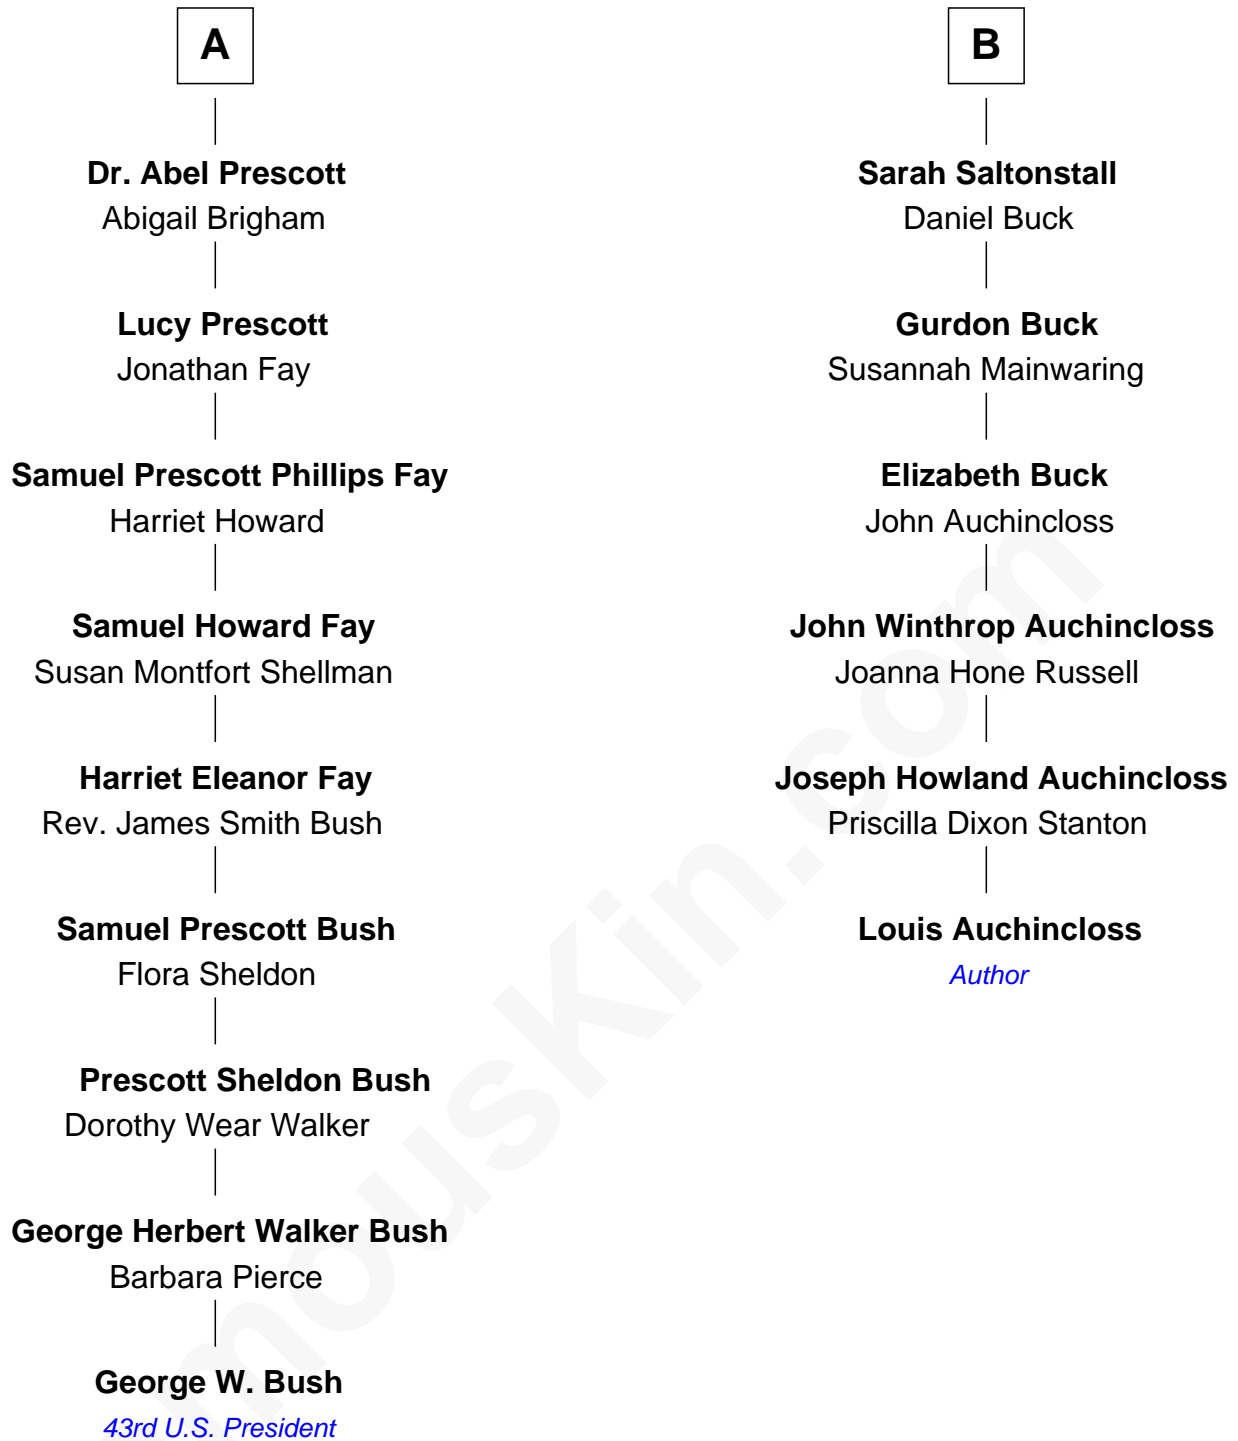 A
Dr. Abel Prescott
Abigail Brigham
Lucy Prescott
Jonathan Fay
Samuel Prescott Phillips Fay
Harriet Howard
Samuel Howard Fay
Susan Montfort Shellman
Harriet Eleanor Fay
Rev. James Smith Bush
Samuel Prescott Bush
Flora Sheldon
Prescott Sheldon Bush
Dorothy Wear Walker
George Herbert Walker Bush
Barbara Pierce
George W. Bush
43rd U.S. President
B
Sarah Saltonstall
Daniel Buck
Gurdon Buck
Susannah Mainwaring
Elizabeth Buck
John Auchincloss
John Winthrop Auchincloss
Joanna Hone Russell
Joseph Howland Auchincloss
Priscilla Dixon Stanton
Louis Auchincloss
Author
mousKin.com